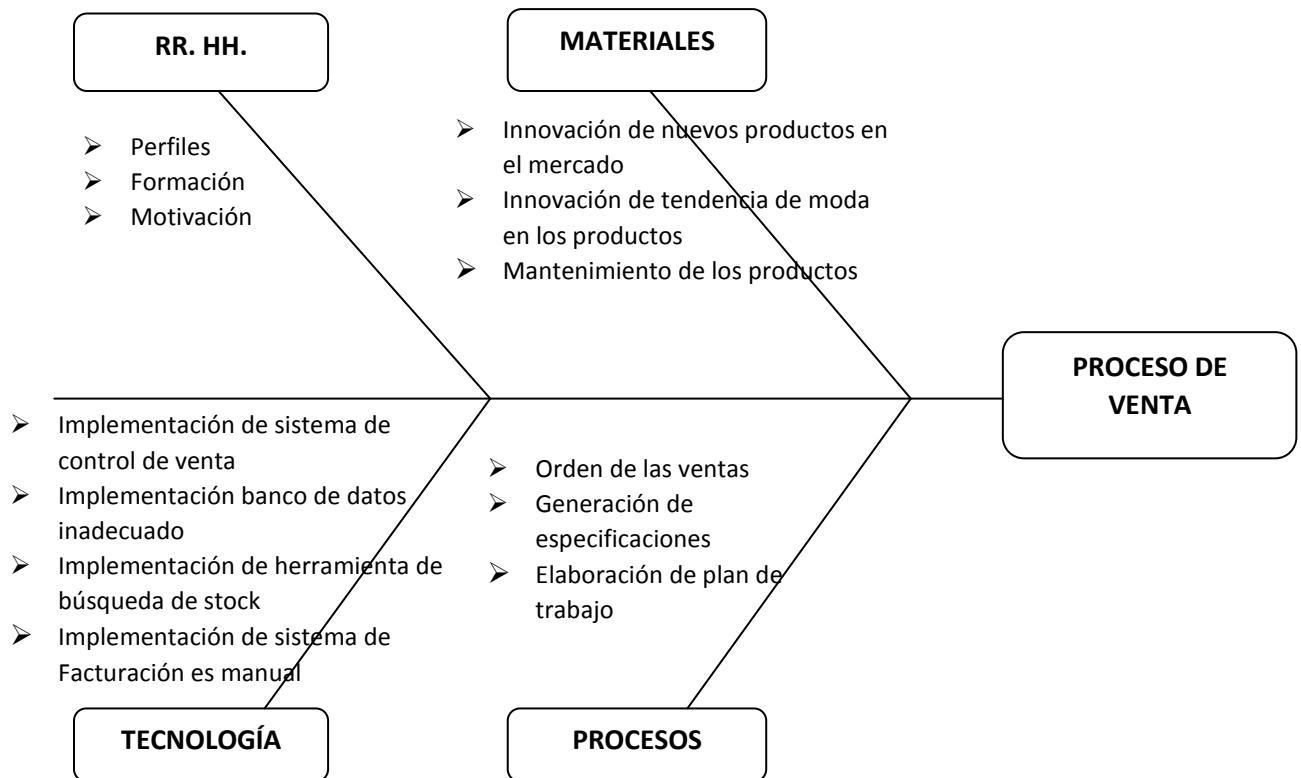 RR. HH.
MATERIALES
➢ Perfiles
➢ Formación
➢ Motivación
➢ Innovación de nuevos productos en
el mercado
➢ Innovación de tendencia de moda
en los productos
➢ Mantenimiento de los productos
PROCESO DE
VENTA
➢ Implementación de sistema de
control de venta
➢ Implementación banco de datos
inadecuado
➢ Implementación de herramienta de
búsqueda de stock
➢ Implementación de sistema de
Facturación es manual
➢ Orden de las ventas
➢ Generación de
especificaciones
➢ Elaboración de plan de
trabajo
TECNOLOGÍA
PROCESOS